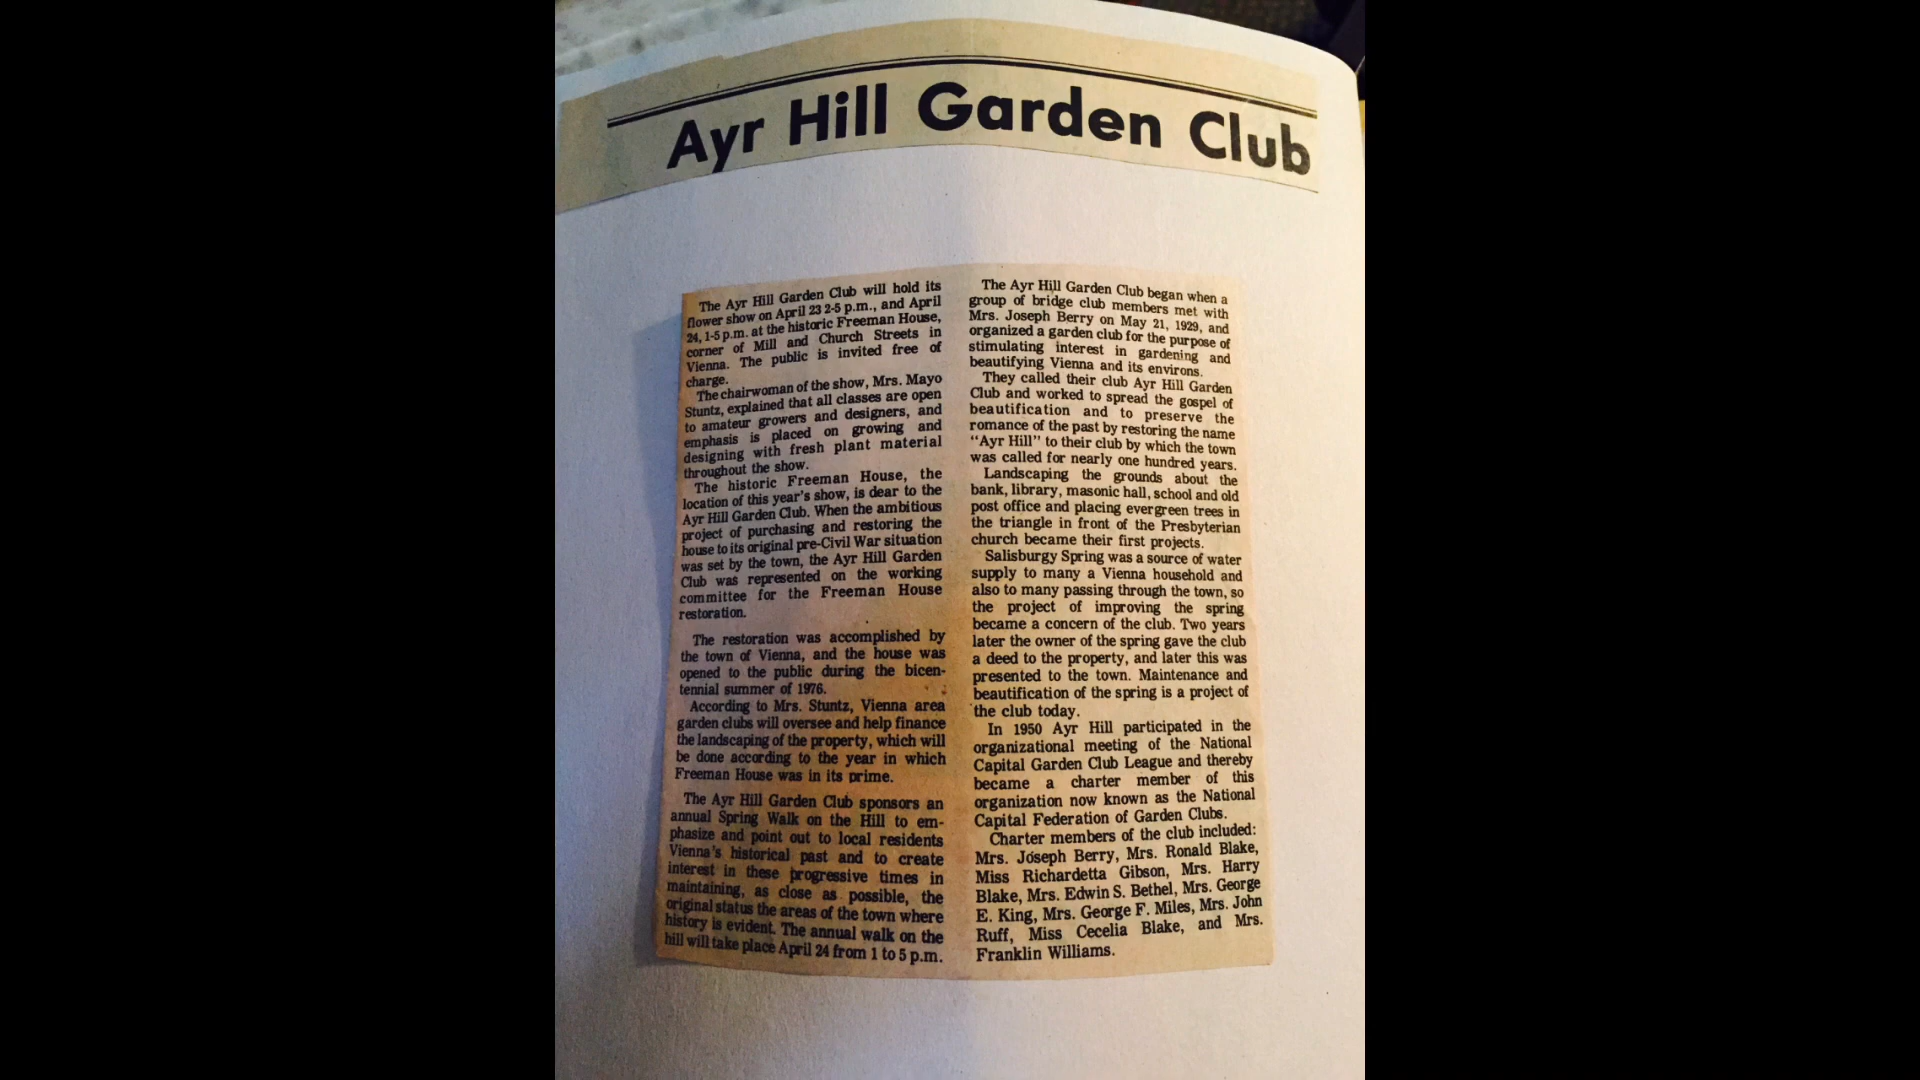 Ayr Hill Garden Club
The Ayr Hill Garden Club will hold its
flower show on April 23 2-5 p.m., and April
24, 1-5 p.m. at the historic Freeman House,
corner of Mill and Church Streets in
Vienna. The public is invited free of
charge.
The chairwoman of the show, Mrs. Mayo
Stuntz, explained that all classes are open
to amateur growers and designers, and
emphasis is placed on growing and
designing with fresh plant material
throughout the show.
The historic Freeman House, the
location of this year's show, is dear to the
Ayr Hill Garden Club. When the ambitious
project of purchasing and restoring the
house to its original pre-Civil War situation
was set by the town, the Ayr Hill Garden
Club was represented on the working
committee for the Freeman House
restoration.
The restoration was accomplished by
the town of Vienna, and the house was
opened to the public during the bicen-
tennial summer of 1976.
According to Mrs. Stuntz, Vienna area
garden clubs will oversee and help finance
the landscaping of the property, which will
be done according to the year in which
Freeman House was in its prime.
The Ayr Hill Garden Club sponsors an
annual Spring Walk on the Hill to em-
phasize and point out to local residents
Vienna's historical past and to create
interest in these progressive times in
maintaining, as close as possible, the
original status the areas of the town where
history is evident. The annual walk on the
hill will take place April 24 from 1 to 5 p.m.
The Ayr Hill Garden Club began when a
group of bridge club members met with
Mrs. Joseph Berry on May 21, 1929, and
organized a garden club for the purpose of
stimulating interest in gardening and
beautifying Vienna and its environs.
They called their club Ayr Hill Garden
Club and worked to spread the gospel of
beautification and to preserve the
romance of the past by restoring the name
"Ayr Hill" to their club by which the town
was called for nearly one hundred years.
Landscaping the grounds about the
bank, library, masonic hall, school and old
post office and placing evergreen trees in
the triangle in front of the Presbyterian
church became their first projects.
Salisburgy Spring was a source of water
supply to many a Vienna household and
also to many passing through the town, so
the project of improving the spring
became a concern of the club. Two years
later the owner of the spring gave the club
a deed to the property, and later this was
presented to the town. Maintenance and
beautification of the spring is a project of
the club today.
In 1950 Ayr Hill participated in the
organizational meeting of the National
Capital Garden Club League and thereby
became a charter member of this
organization now known as the National
Capital Federation of Garden Clubs.
Charter members of the club included:
Mrs. Joseph Berry, Mrs. Ronald Blake,
Miss Richardetta Gibson, Mrs. Harry
Blake, Mrs. Edwin S. Bethel, Mrs. George
E. King, Mrs. George F. Miles, Mrs. John
Ruff, Miss Cecelia Blake, and Mrs.
Franklin Williams.